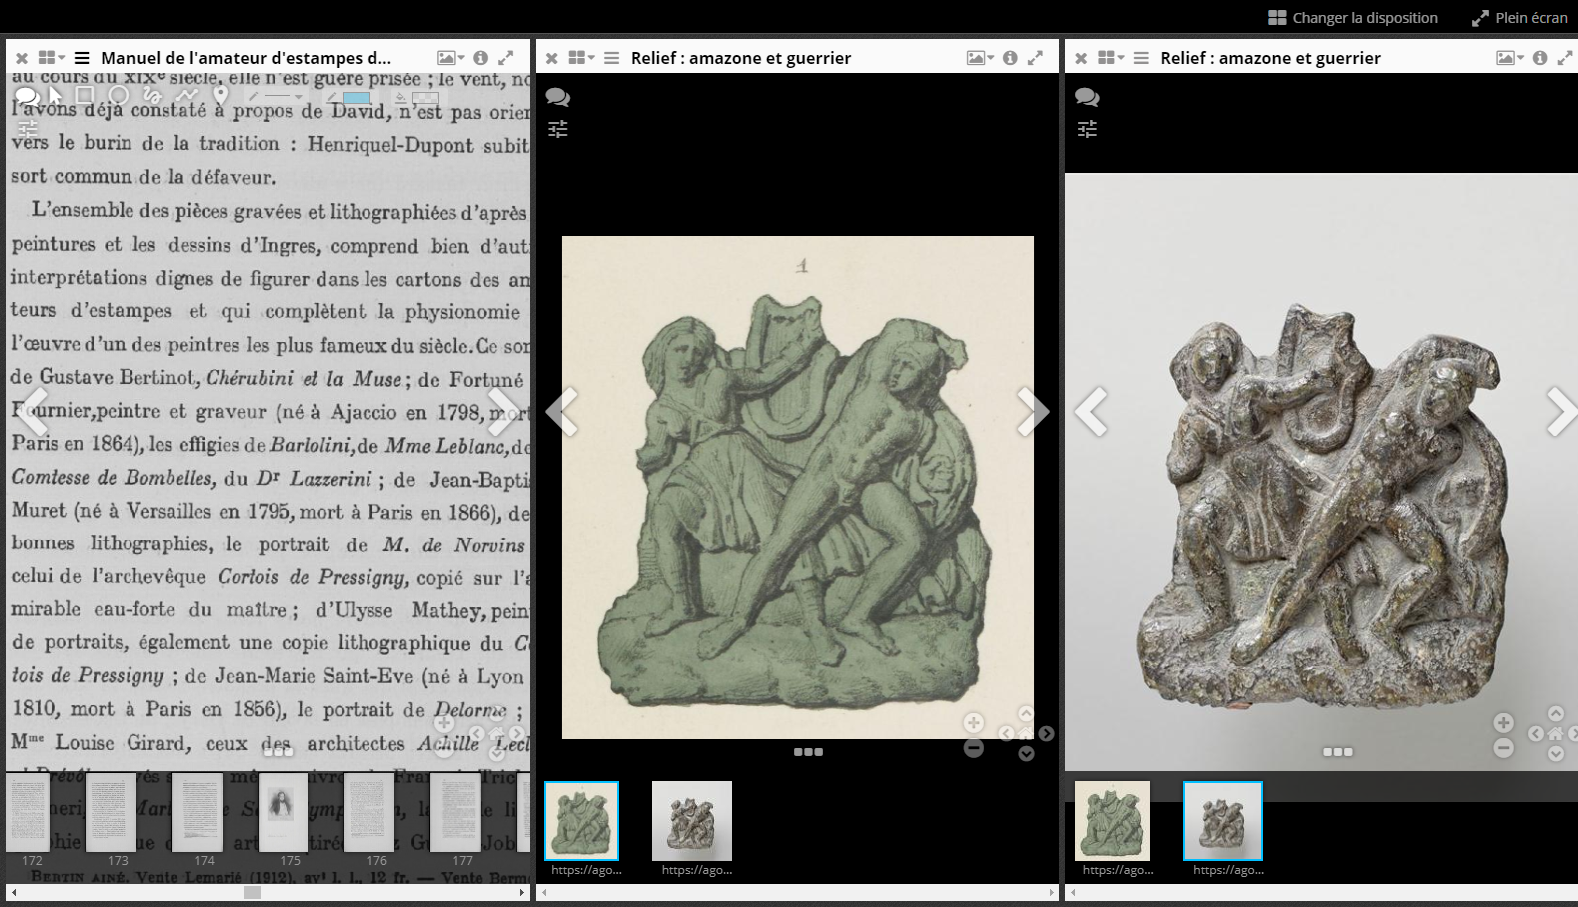 Changer la disposition
Plein écran
Manuel de l'amateur d'estampes d...
au cours du XIXe siècle, elle n'est guère prisée ; le vent, no
l'avons déjà constaté à propos de David, n'est pas orien
vers le burin de la tradition : Henriquel-Dupont subit
sort commun de la défaveur.
L'ensemble des pièces gravées et lithographiées d'après
peintures et les dessins d'Ingres, comprend bien d'aut
interprétations dignes de figurer dans les cartons des am
teurs d'estampes et qui complètent la physionomie
l'œuvre d'un des peintres les plus fameux du siècle. Ce son
de Gustave Bertinot, Chérubini et la Muse ; de Fortuné
Fournier, peintre et graveur (né à Ajaccio en 1798, mort
Paris en 1864), les effigies de Bartolini, de Mme Leblanc, de
Comtesse de Bombelles, du Dr Lazzerini ; de Jean-Baptis
Muret (né à Versailles en 1795, mort à Paris en 1866), de
bonnes lithographies, le portrait de M. de Norvins
celui de l'archevêque Cortois de Pressigny, copié sur l'a
mirable eau-forte du maître ; d'Ulysse Mathey, pein
de portraits, également une copie lithographique du Co
tois de Pressigny ; de Jean-Marie Saint-Eve (né à Lyon
1810, mort à Paris en 1856), le portrait de Delorme ;
Mme Louise Girard, ceux des architectes Achille Lecl
172
173
174
175
176
177
BERTIN AINÉ. Vente Lemarié (1912), avt l. l., 12 fr. — Vente Berm
Relief : amazone et guerrier
1
https://ago...
https://ago...
Relief : amazone et guerrier
https://ago...
https://ago...